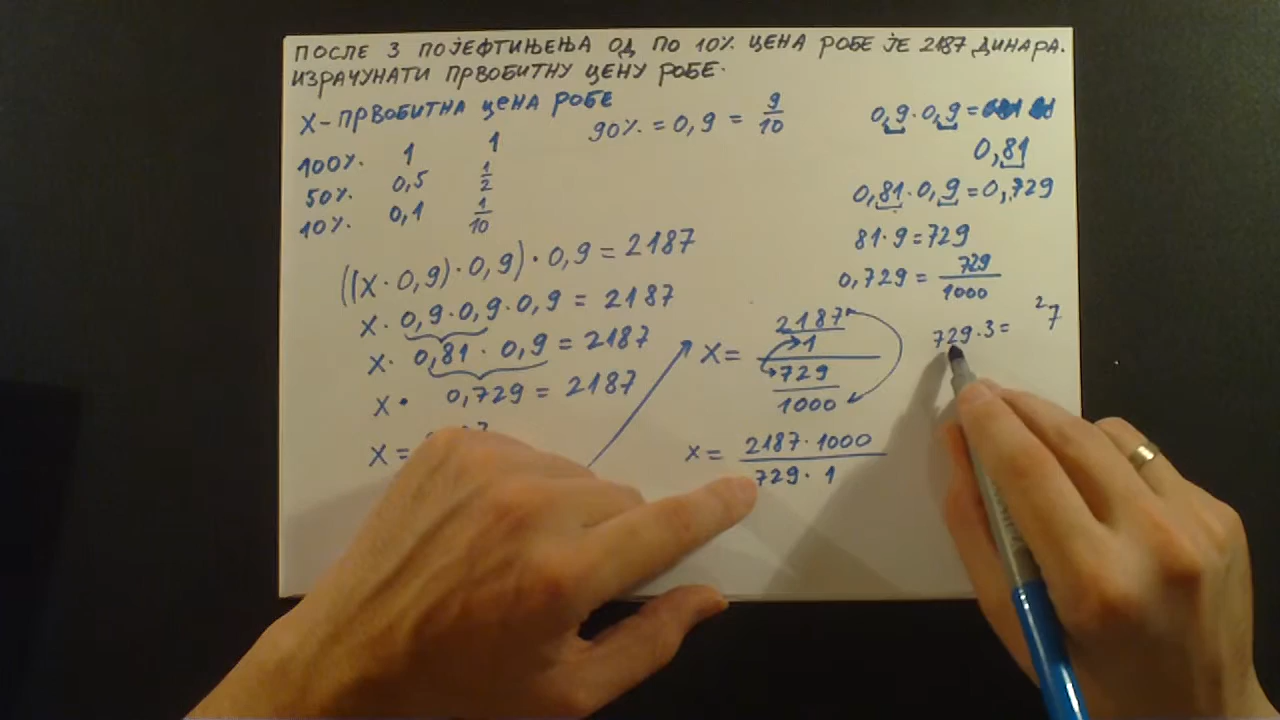 ПОСЛЕ 3 ПОЈЕФТИЊЕЊА ОД ПО 10% ЦЕНА РОБЕ ЈЕ 2187 ДИНАРА.
ИЗРАЧУНАТИ ПРВОБИТНУ ЦЕНУ РОБЕ.
X - ПРВОБИТНА ЦЕНА РОБЕ
100% 1 1
50% 0,5 1/2
10% 0,1 1/10
90% = 0,9 = 9/10
((X · 0,9) · 0,9) · 0,9 = 2187
X · 0,9 · 0,9 · 0,9 = 2187
X · 0,81 · 0,9 = 2187
X · 0,729 = 2187
X =
X = 2187/1 / 729/1000
X = 2187 · 1000 / 729 · 1
0,9 · 0,9 =
0,81
0,81 · 0,9 = 0,729
81 · 9 = 729
0,729 = 729/1000
729 · 3 = ²7